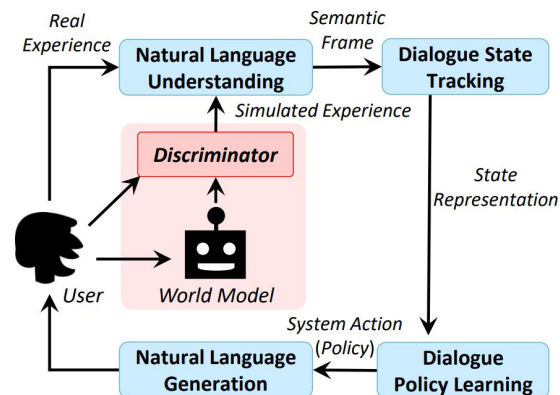 Real
Experience
Natural Language
Understanding
Semantic
Frame
Dialogue State
Tracking
Simulated Experience
Discriminator
State
Representation
User
World Model
System Action
(Policy)
Natural Language
Generation
Dialogue
Policy Learning